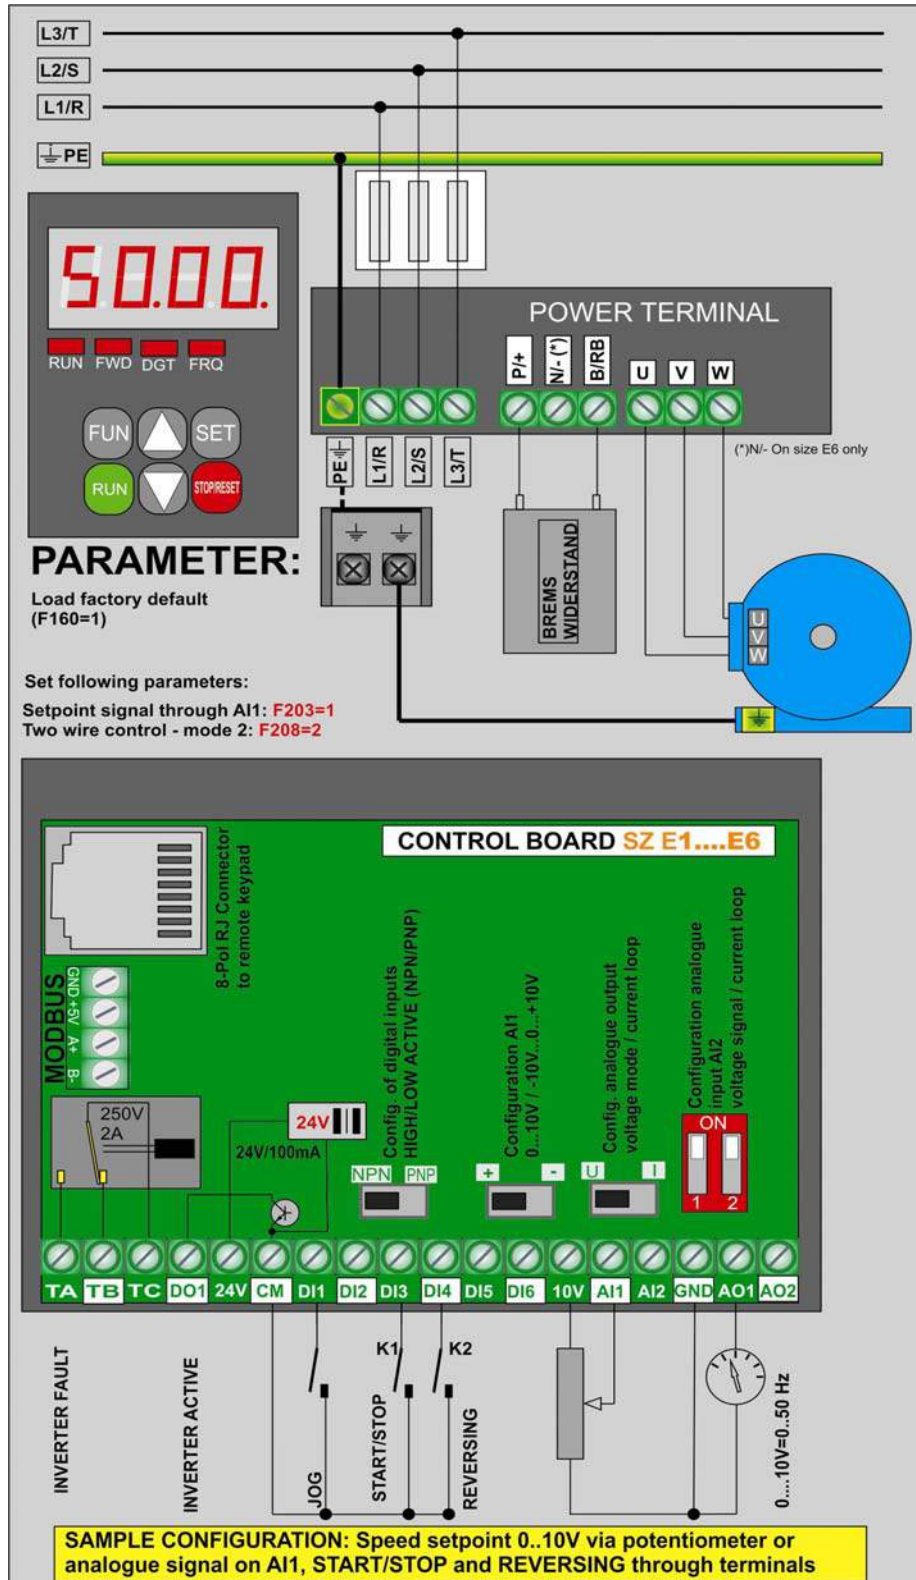 L3/T
L2/S
L1/R
PE
50.00.
RUN FWD DGT FRQ
FUN SET
RUN STOP/RESET
POWER TERMINAL
P/+ N/- (*) B/RB U V W
(*)N/- On size E6 only
PE L1/R L2/S L3/T
BREMS
WIDERSTAND
U
V
W
PARAMETER:
Load factory default
(F160=1)
Set following parameters:
Setpoint signal through AI1: F203=1
Two wire control - mode 2: F208=2
CONTROL BOARD SZ E1....E6
8-Pol RJ Connector
to remote keypad
MODBUS
GND +5V A+ B-
250V
2A
24V
24V/100mA
Config. of digital inputs
HIGH/LOW ACTIVE (NPN/PNP)
NPN PNP
Configuration AI1
0...10V / -10V...0...+10V
+ -
Config. analogue output
voltage mode / current loop
U I
Configuration analogue
input AI2
voltage signal / current loop
ON
1 2
TA TB TC DO1 24V CM DI1 DI2 DI3 DI4 DI5 DI6 10V AI1 AI2 GND AO1 AO2
INVERTER FAULT
INVERTER ACTIVE
JOG
K1
START/STOP
K2
REVERSING
0....10V=0..50 Hz
SAMPLE CONFIGURATION: Speed setpoint 0..10V via potentiometer or
analogue signal on AI1, START/STOP and REVERSING through terminals